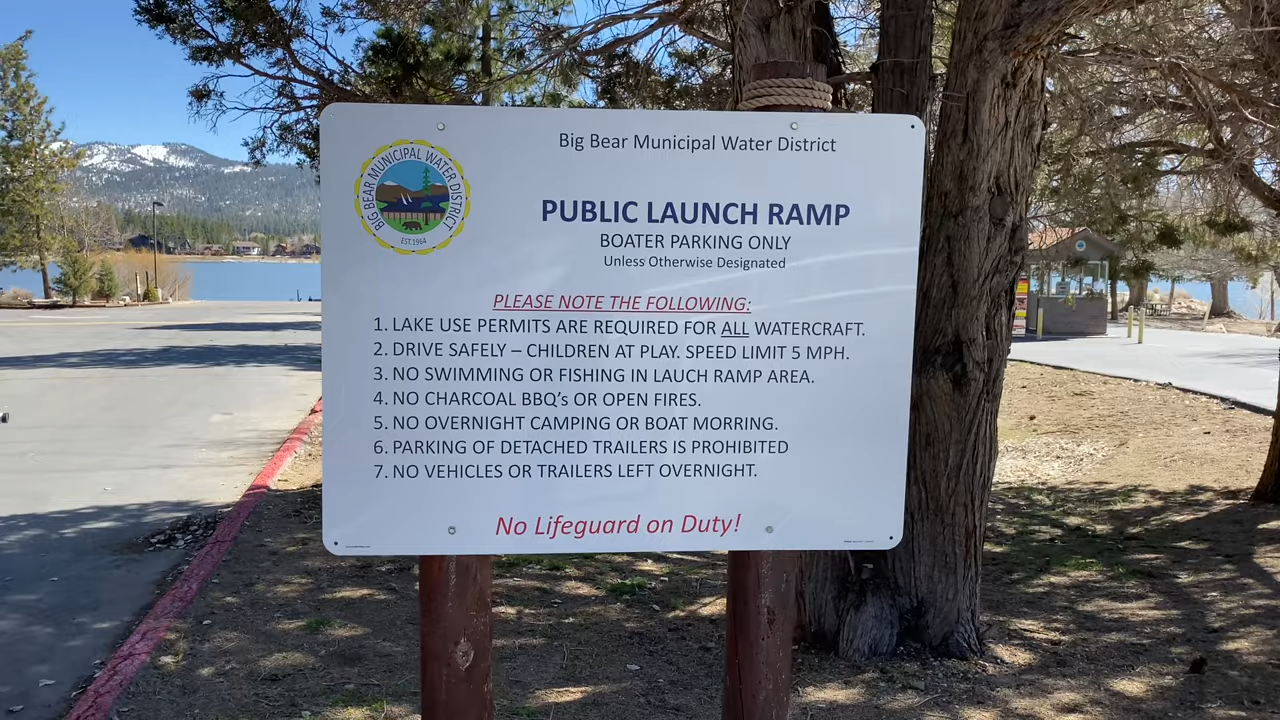 Big Bear Municipal Water District
BIG BEAR MUNICIPAL WATER DISTRICT
EST. 1964
PUBLIC LAUNCH RAMP
BOATER PARKING ONLY
Unless Otherwise Designated
PLEASE NOTE THE FOLLOWING:
1. LAKE USE PERMITS ARE REQUIRED FOR ALL WATERCRAFT.
2. DRIVE SAFELY – CHILDREN AT PLAY. SPEED LIMIT 5 MPH.
3. NO SWIMMING OR FISHING IN LAUCH RAMP AREA.
4. NO CHARCOAL BBQ's OR OPEN FIRES.
5. NO OVERNIGHT CAMPING OR BOAT MORRING.
6. PARKING OF DETACHED TRAILERS IS PROHIBITED
7. NO VEHICLES OR TRAILERS LEFT OVERNIGHT.
No Lifeguard on Duty!